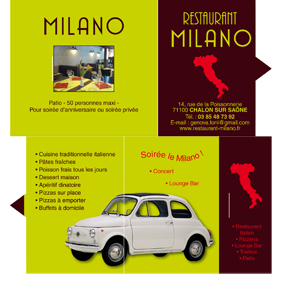 MILANO
Patio - 50 personnes maxi -
Pour soirée d'anniversaire ou soirée privée
RESTAURANT
MILANO
14, rue de la Poissonnerie
71100 CHALON SUR SAÔNE
Tél. : 03 85 48 73 92
E-mail : genova.toni@gmail.com
www.restaurant-milano.fr
• Cuisine traditionnelle italienne
• Pâtes fraîches
• Poisson frais tous les jours
• Dessert maison
• Apéritif dinatoire
• Pizzas sur place
• Pizzas à emporter
• Buffets à domicile
Soirée le Milano !
• Concert
• Lounge Bar
• Restaurant
Italien
• Pizzeria
• Lounge Bar
• Traiteur
• Patio